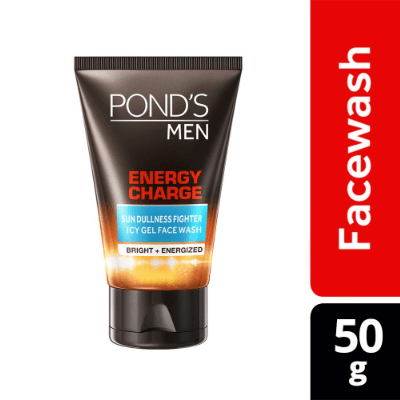 POND'S
MEN
ENERGY
CHARGE
SUN DULLNESS FIGHTER
ICY GEL FACE WASH
BRIGHT + ENERGIZED
Facewash
50
g